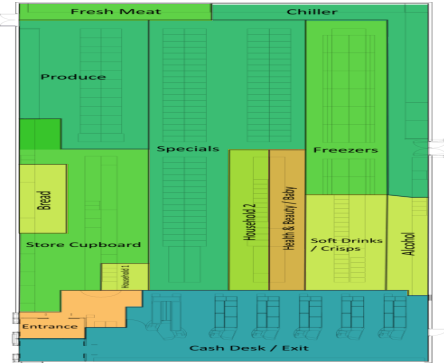 Fresh Meat
Chiller
Produce
Specials
Freezers
Bread
Household 2
Health & Beauty / Baby
Store Cupboard
Soft Drinks
/ Crisps
Alcohol
Household 1
Entrance
Cash Desk / Exit